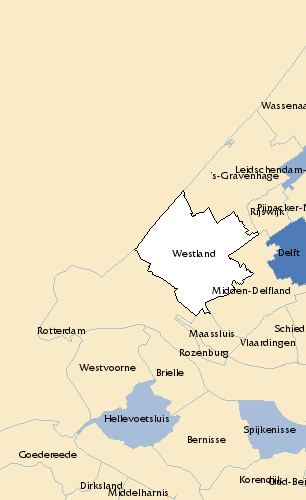 Wassenaa
Leidschendam-
's-Gravenhage
Pijnacker-N
Rijswijk
Westland
Delft
Midden-Delfland
Rotterdam
Maassluis
Schied
Vlaardingen
Rozenburg
Westvoorne
Brielle
Hellevoetsluis
Spijkenisse
Bernisse
Goedereede
Korendijk
Oud-Bei
Dirksland
Middelharnis